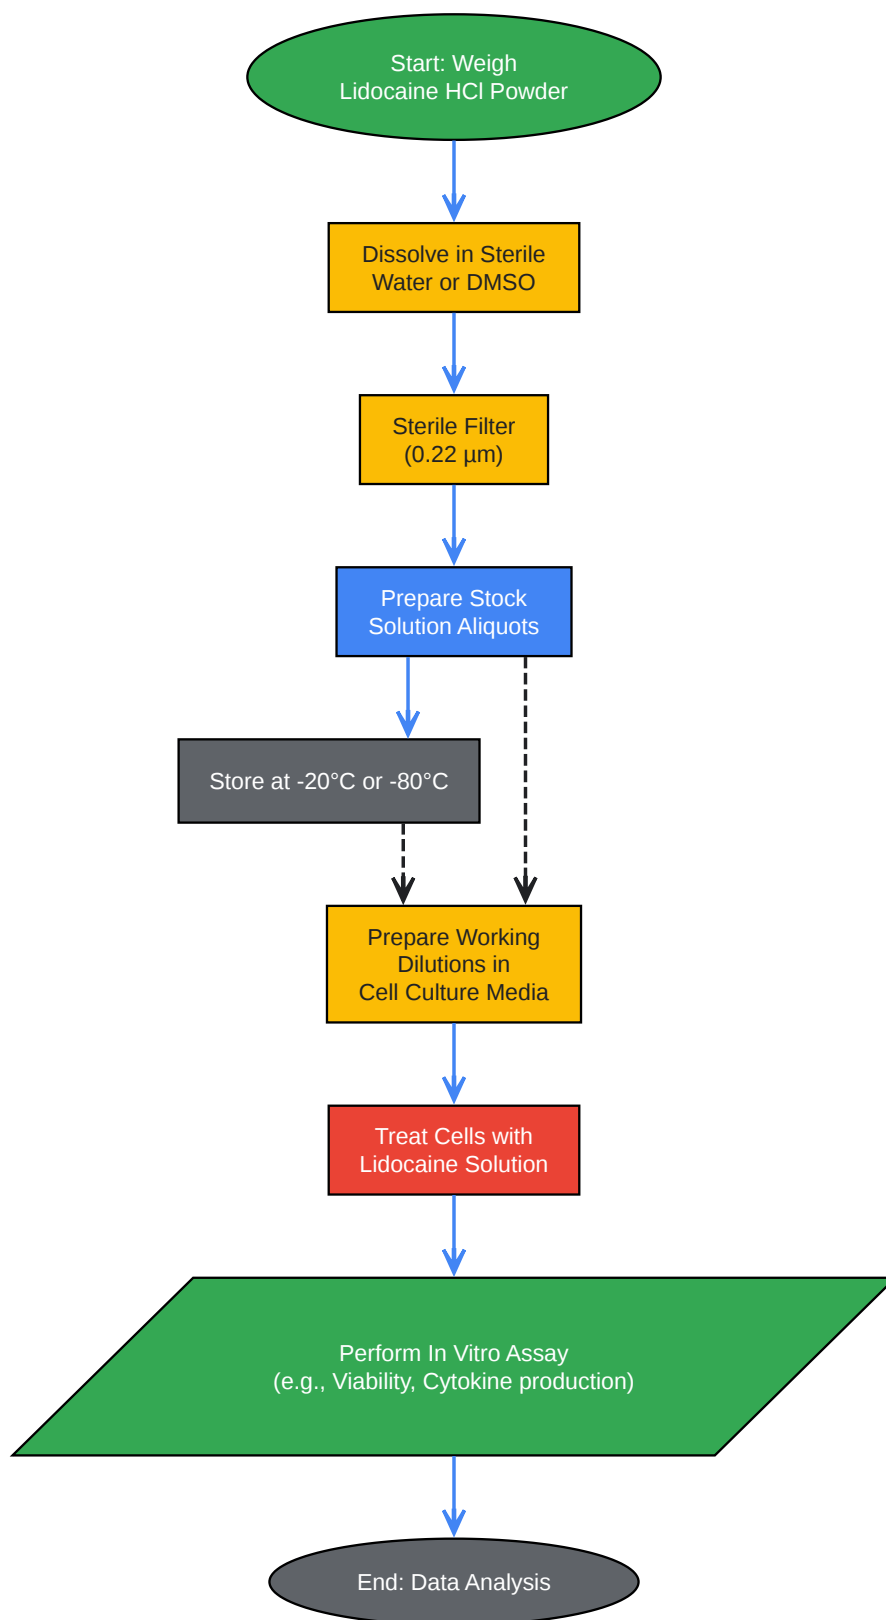 Start: Weigh
Lidocaine HCl Powder
Dissolve in Sterile
Water or DMSO
Sterile Filter
(0.22 µm)
Prepare Stock
Solution Aliquots
Store at -20°C or -80°C
Prepare Working
Dilutions in
Cell Culture Media
Treat Cells with
Lidocaine Solution
Perform In Vitro Assay
(e.g., Viability, Cytokine production)
End: Data Analysis